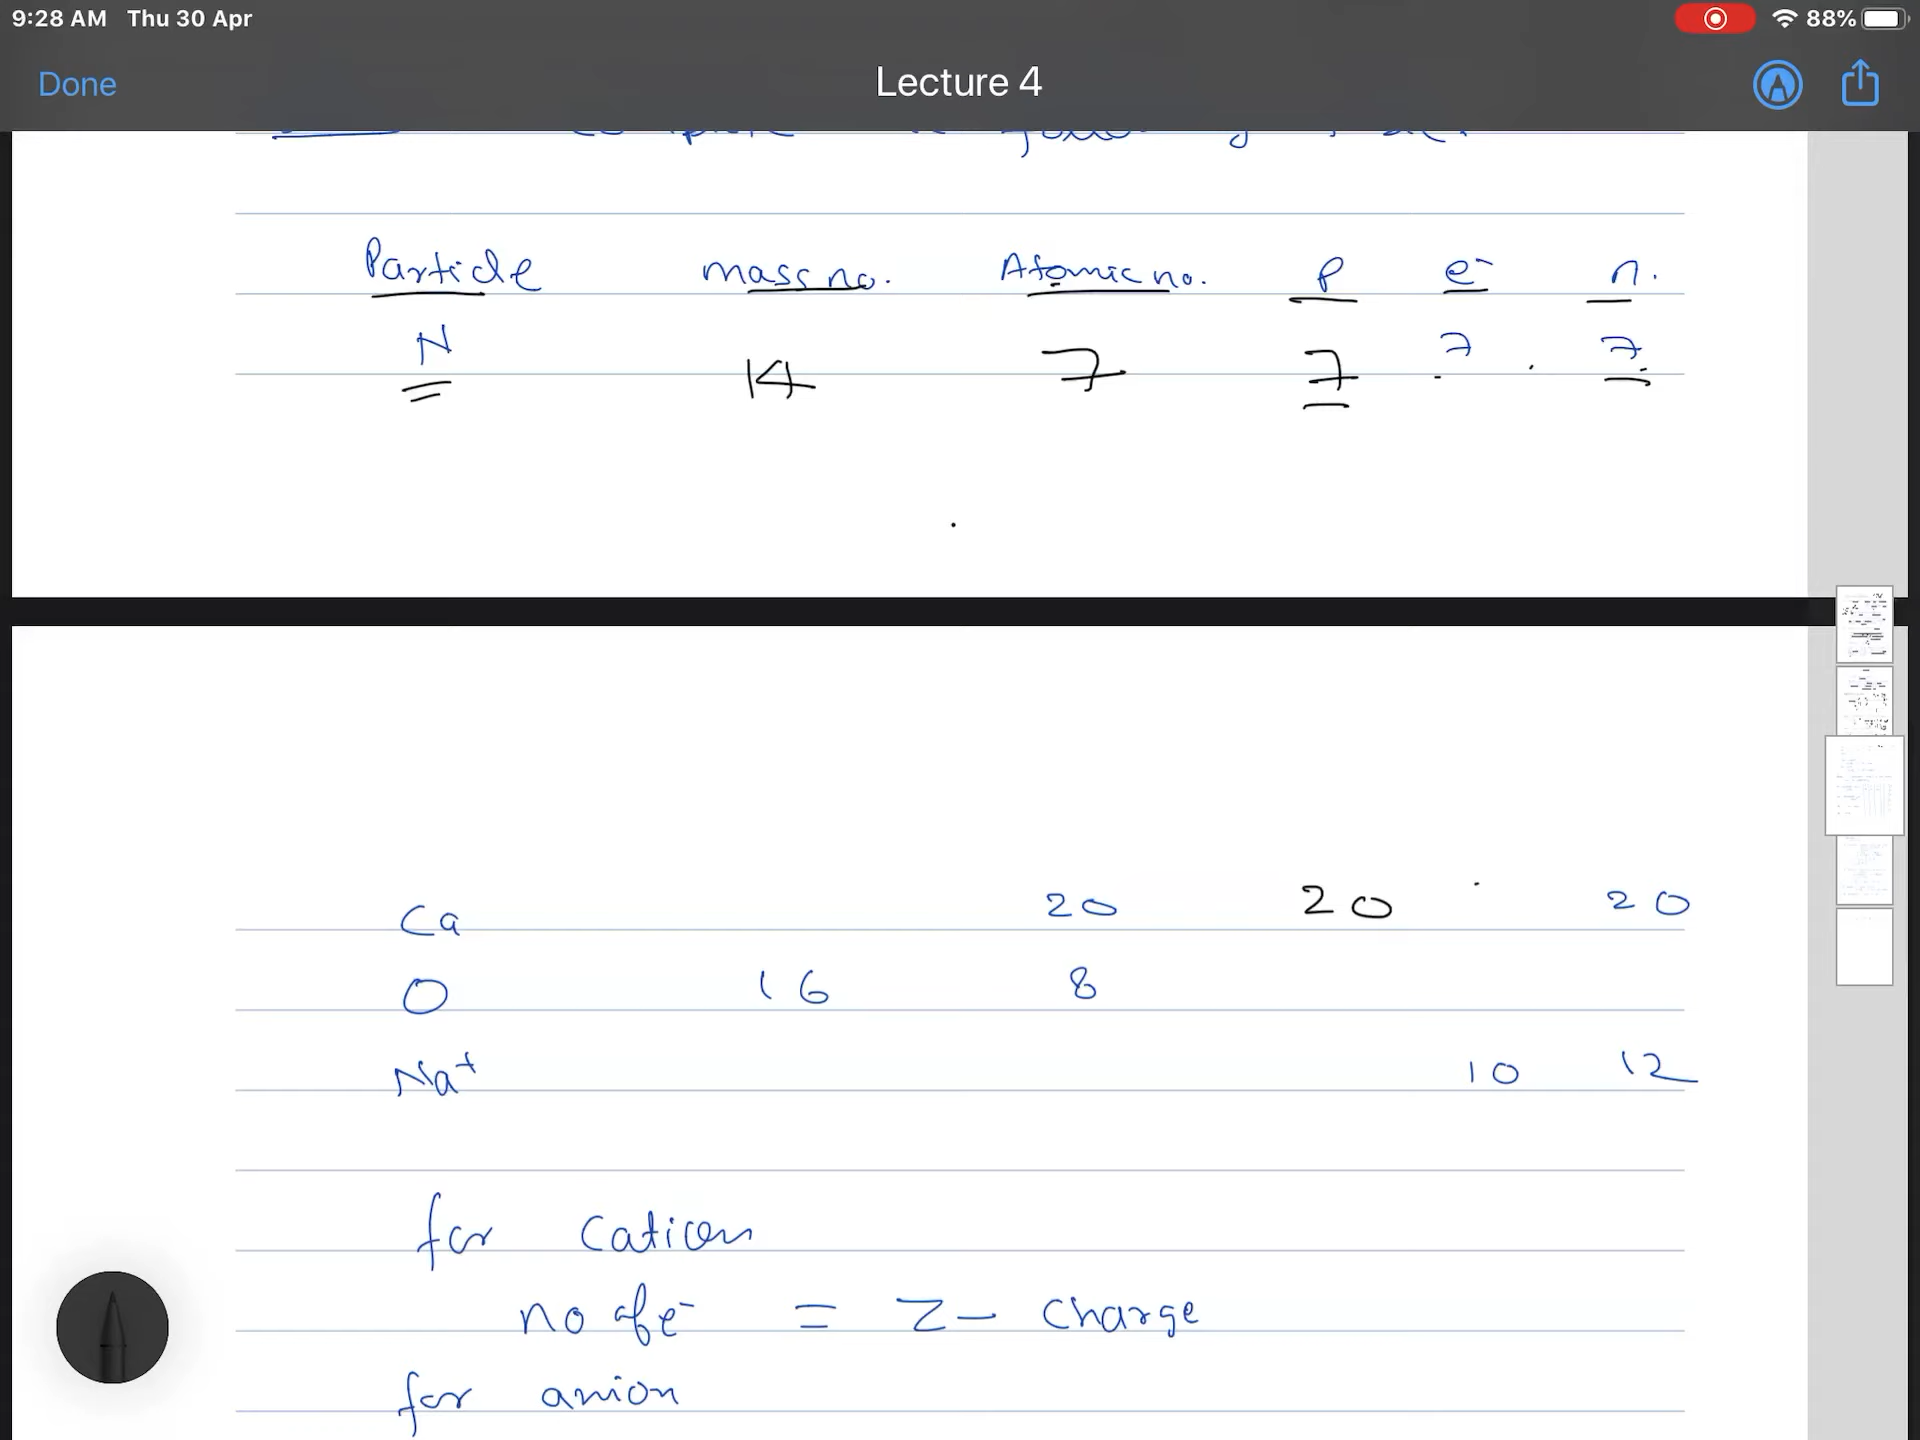 9:28 AM Thu 30 Apr 88%
Done Lecture 4
Particle mass no. Atomic no. P e⁻ n.
N 14 7 7 7 7
Ca 20 20 20
O 16 8
Na⁺ 10 12
for Cation
no of e⁻ = Z - Charge
for anion